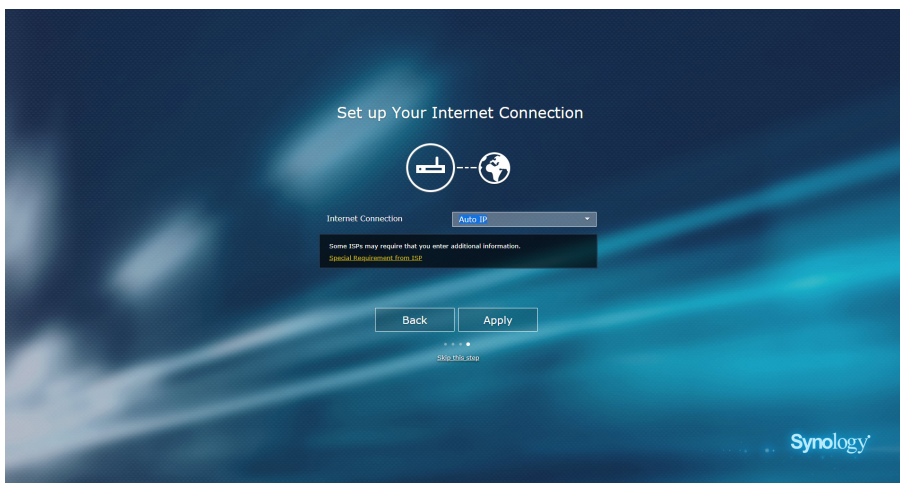 Set up Your Internet Connection
Internet Connection
Auto IP
Some ISPs may require that you enter additional information.
Special Requirement from ISP
Back
Apply
Skip this step
Synology